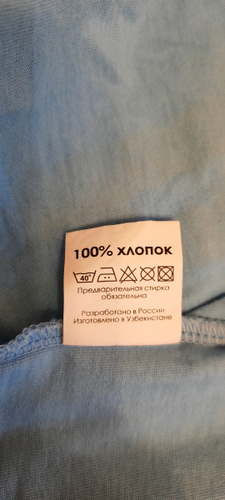 100% ХЛОПОК
40°
Предварительная стирка
обязательна
Разработано в России
Изготовлено в Узбекистане